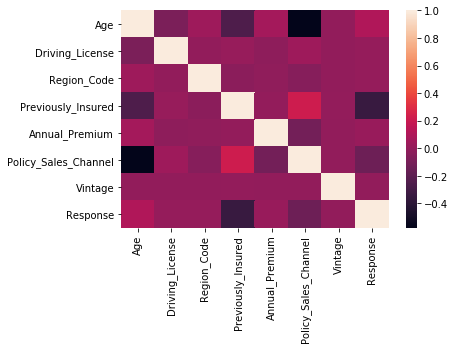 Age
Driving_License
Region_Code
Previously_Insured
Annual_Premium
Policy_Sales_Channel
Vintage
Response
Age
Driving_License
Region_Code
Previously_Insured
Annual_Premium
Policy_Sales_Channel
Vintage
Response
1.0
0.8
0.6
0.4
0.2
0.0
−0.2
−0.4